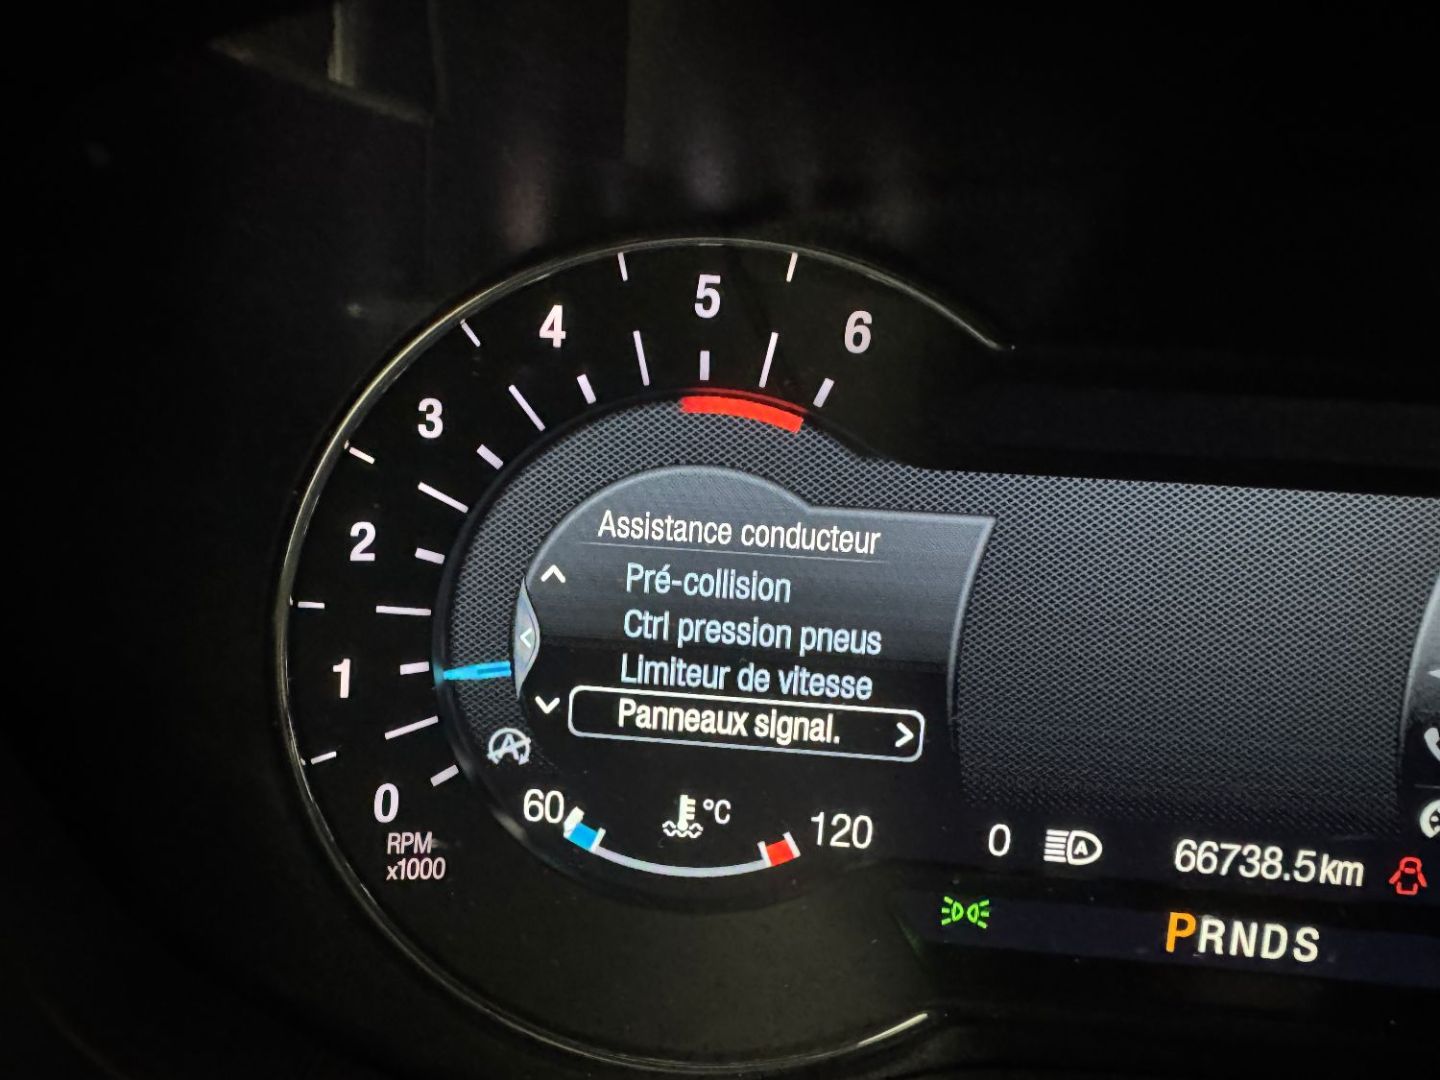 5
6
4
3
2
1
0
RPM
x1000
Assistance conducteur
Pré-collision
Ctrl pression pneus
Limiteur de vitesse
Panneaux signal.
A
60
°C
120
0
A
66738.5km
PRNDS